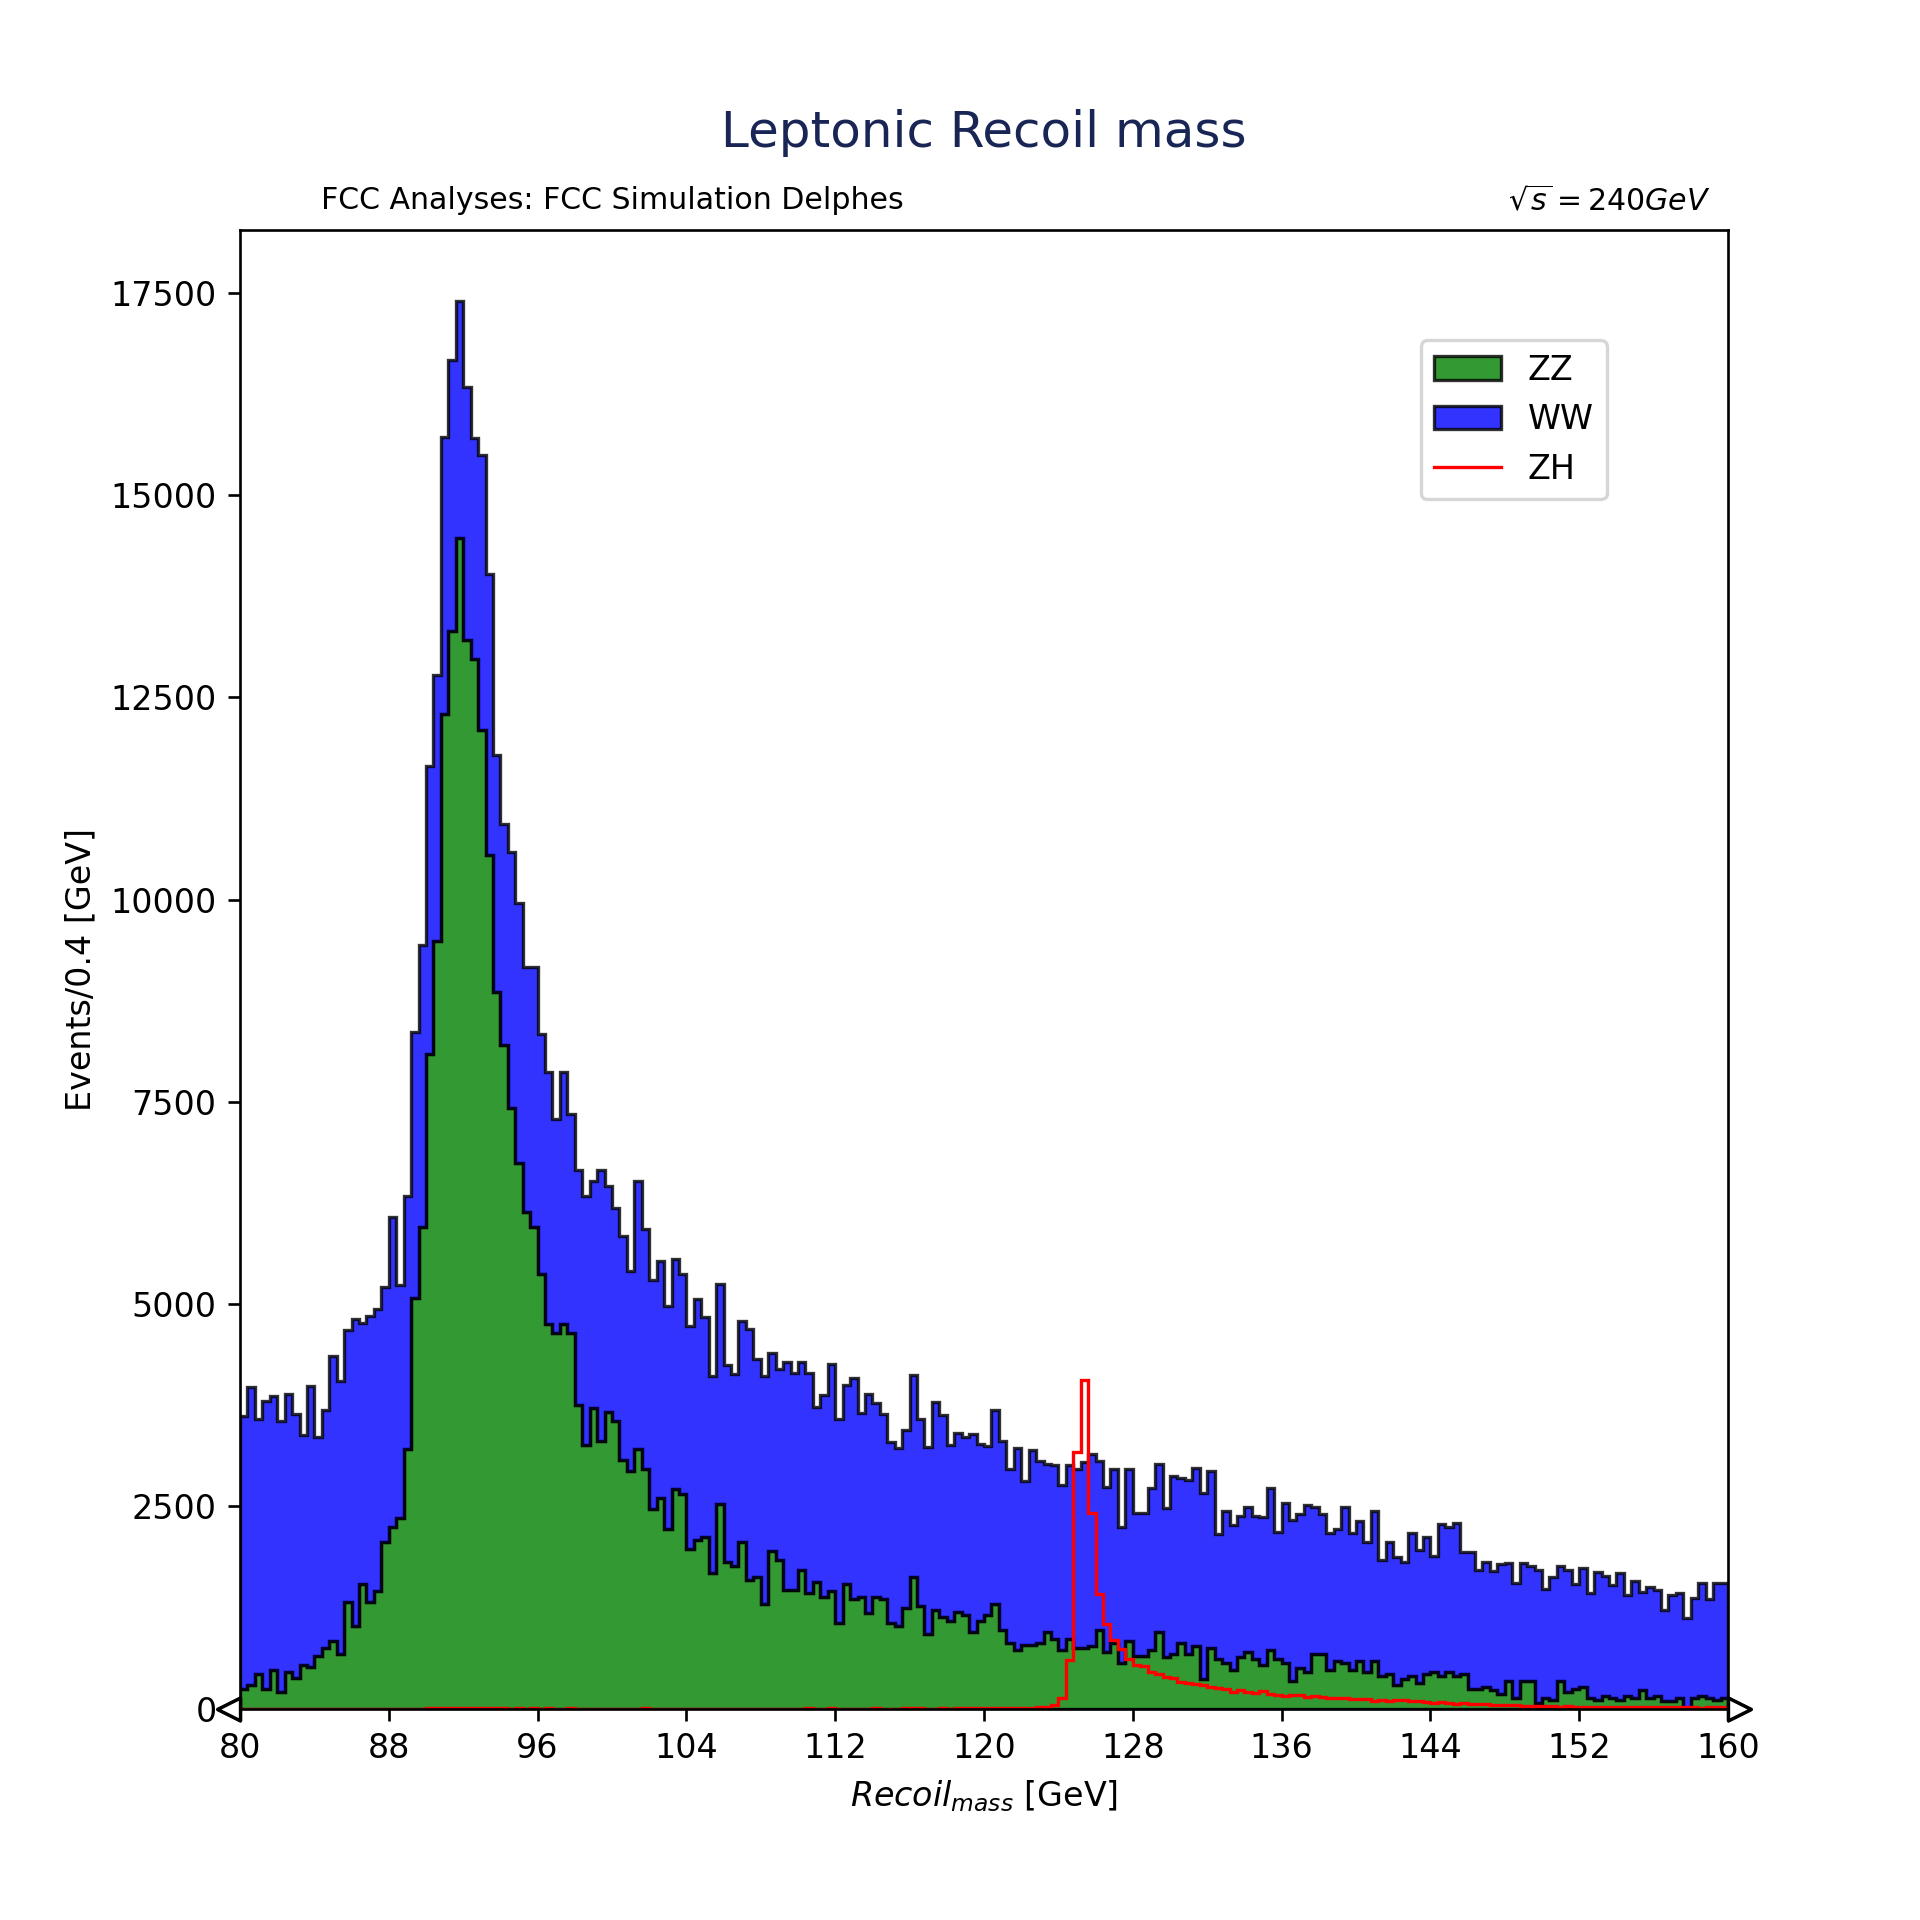 Leptonic Recoil mass
FCC Analyses: FCC Simulation Delphes
√s = 240GeV
ZZ
WW
ZH
Events/0.4 [GeV]
17500
15000
12500
10000
7500
5000
2500
0
80 88 96 104 112 120 128 136 144 152 160
Recoil_mass [GeV]